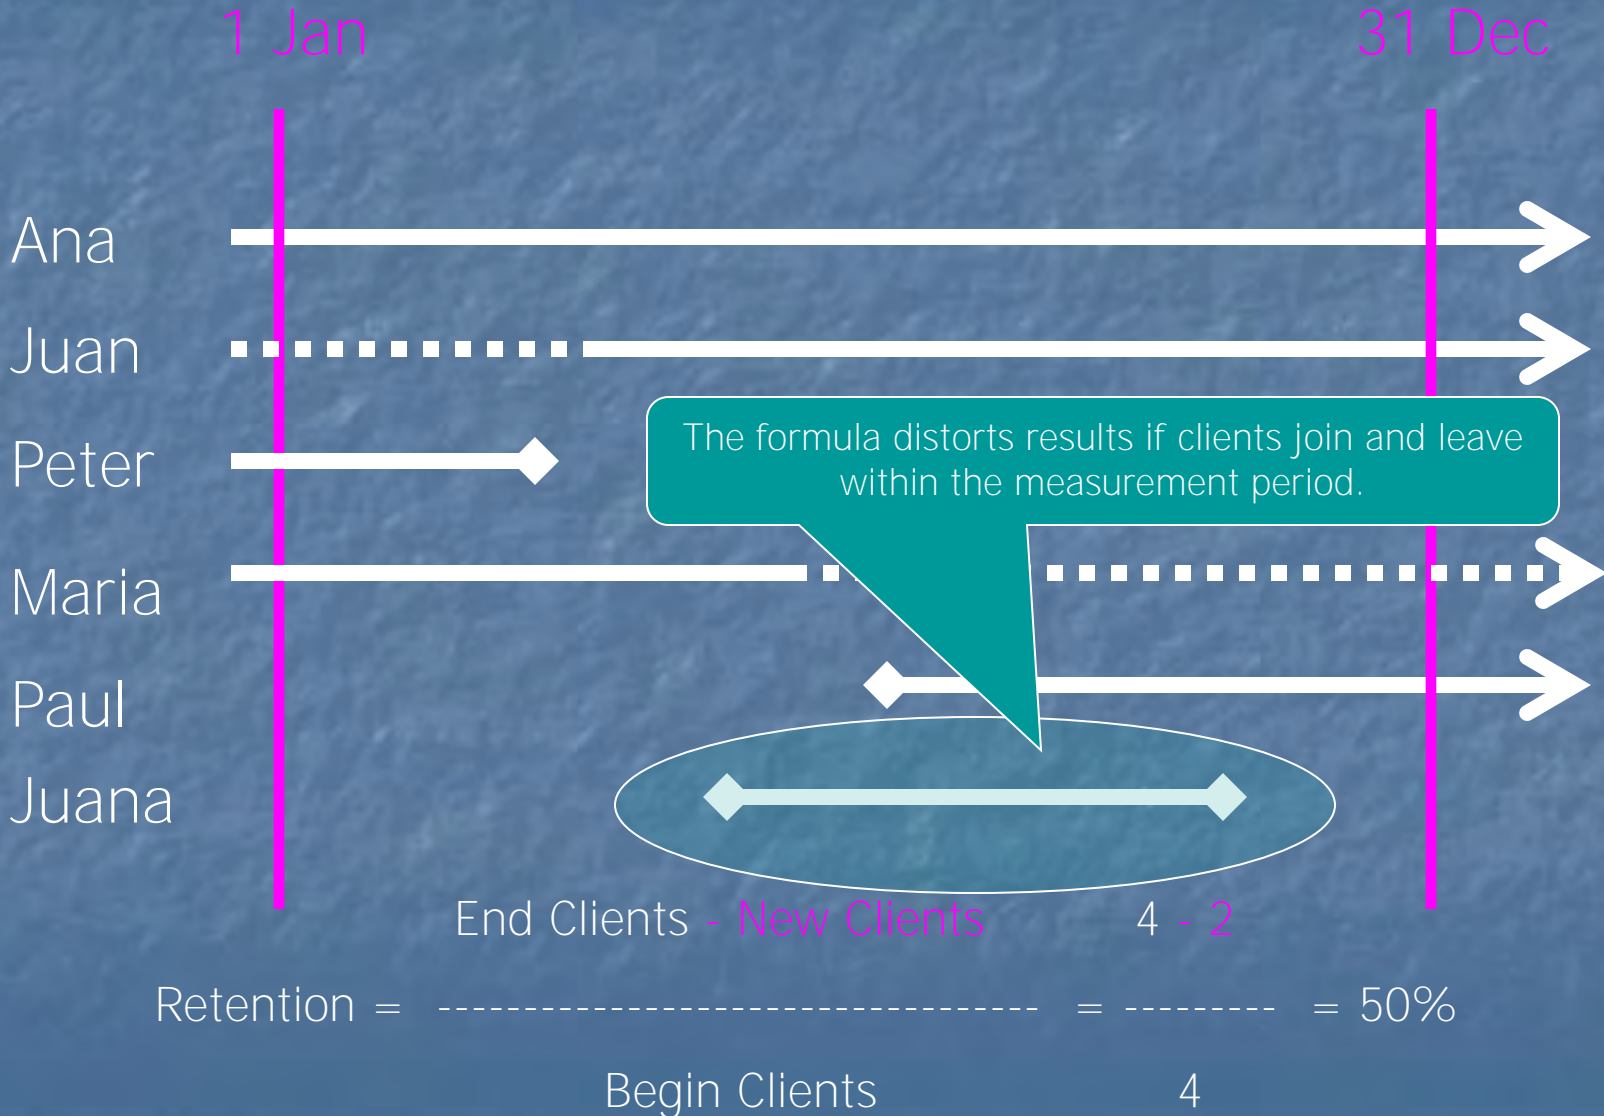 1 Jan
31 Dec
Ana
Juan
Peter
The formula distorts results if clients join and leave
within the measurement period.
Maria
Paul
Juana
End Clients - New Clients 4 - 2
Retention = ----------------------------------- = --------- = 50%
Begin Clients 4